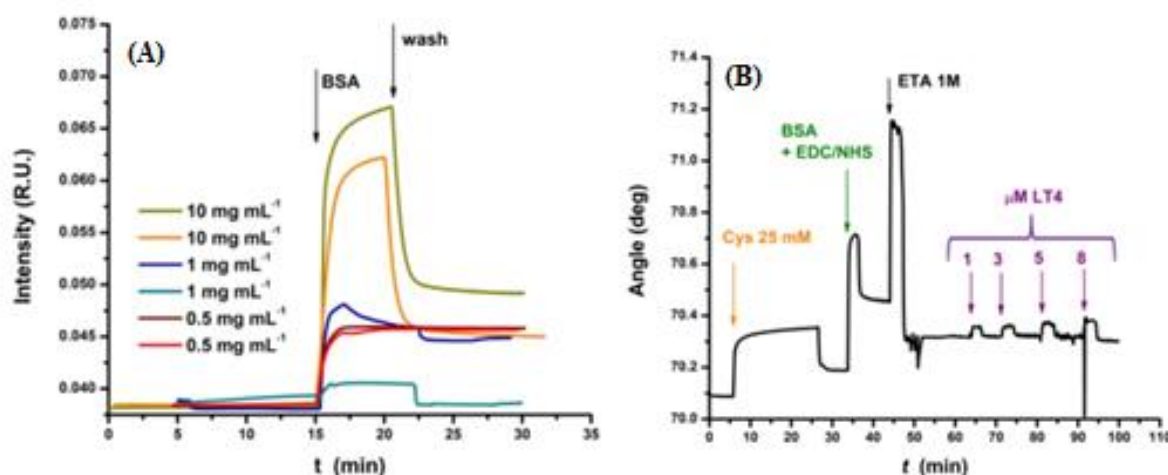 (A)
0.075
0.070
0.065
0.060
0.055
0.050
0.045
0.040
Intensity (R.U.)
wash
BSA
10 mg mL⁻¹
10 mg mL⁻¹
1 mg mL⁻¹
1 mg mL⁻¹
0.5 mg mL⁻¹
0.5 mg mL⁻¹
0 5 10 15 20 25 30 35
t (min)
(B)
71.6
71.2
70.8
70.4
70.0
71.0
70.6
70.2
Angle (deg)
ETA 1M
BSA
+ EDC/NHS
Cys 25 mM
μM LT4
1 3 5 8
0 10 20 30 40 50 60 70 80 90 100 110
t (min)